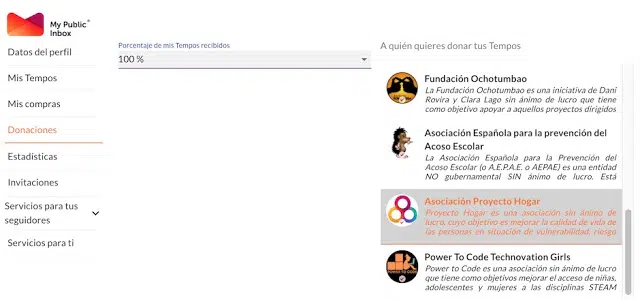 My Public
Inbox
Datos del perfil
Mis Tempos
Mis compras
Donaciones
Estadísticas
Invitaciones
Servicios para tus
seguidores
Servicios para ti
Porcentaje de mis Tempos recibidos
100 %
A quién quieres donar tus Tempos
Fundación Ochotumbao
La Fundación Ochotumbao es una iniciativa de Dani
Rovira y Clara Lago sin ánimo de lucro que tiene
como objetivo apoyar a aquellos proyectos dirigidos
Asociación Española para la prevención del
Acoso Escolar
La Asociación Española para la Prevención del
Acoso Escolar (o A.E.P.A.E. o AEPAE) es una entidad
NO gubernamental SIN ánimo de lucro. Está
Asociación Proyecto Hogar
Proyecto Hogar es una asociación sin ánimo de
lucro, cuyo objetivo es mejorar la calidad de vida de
las personas en situación de vulnerabilidad, riesgo
POWER TO CODE
Power To Code Technovation Girls
Power to Code es una asociación sin ánimo de lucro
que tiene como objetivos mejorar el acceso de niñas,
adolescentes y mujeres a las disciplinas STEAM